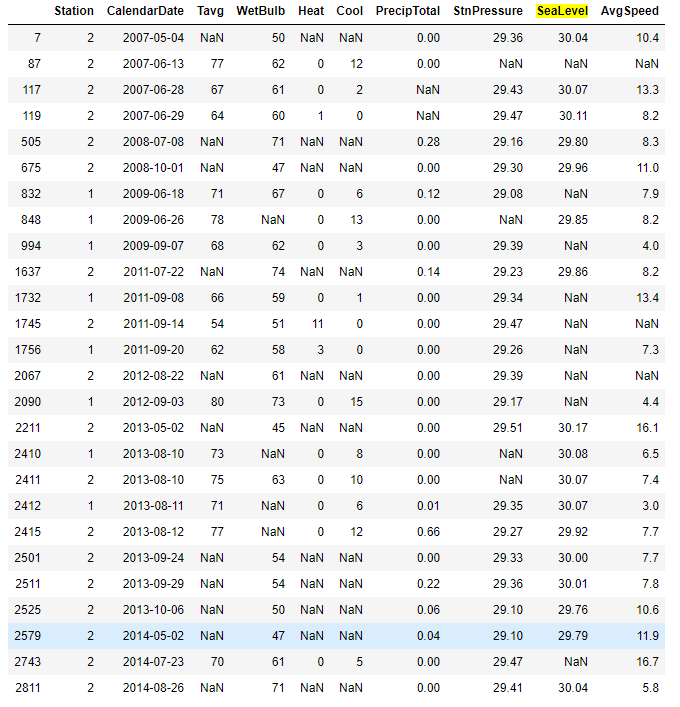 Station CalendarDate Tavg WetBulb Heat Cool PrecipTotal StnPressure SeaLevel AvgSpeed
7 2 2007-05-04 NaN 50 NaN NaN 0.00 29.36 30.04 10.4
87 2 2007-06-13 77 62 0 12 0.00 NaN NaN NaN
117 2 2007-06-28 67 61 0 2 NaN 29.43 30.07 13.3
119 2 2007-06-29 64 60 1 0 NaN 29.47 30.11 8.2
505 2 2008-07-08 NaN 71 NaN NaN 0.28 29.16 29.80 8.3
675 2 2008-10-01 NaN 47 NaN NaN 0.00 29.30 29.96 11.0
832 1 2009-06-18 71 67 0 6 0.12 29.08 NaN 7.9
848 1 2009-06-26 78 NaN 0 13 0.00 NaN 29.85 8.2
994 1 2009-09-07 68 62 0 3 0.00 29.39 NaN 4.0
1637 2 2011-07-22 NaN 74 NaN NaN 0.14 29.23 29.86 8.2
1732 1 2011-09-08 66 59 0 1 0.00 29.34 NaN 13.4
1745 2 2011-09-14 54 51 11 0 0.00 29.47 NaN NaN
1756 1 2011-09-20 62 58 3 0 0.00 29.26 NaN 7.3
2067 2 2012-08-22 NaN 61 NaN NaN 0.00 29.39 NaN NaN
2090 1 2012-09-03 80 73 0 15 0.00 29.17 NaN 4.4
2211 2 2013-05-02 NaN 45 NaN NaN 0.00 29.51 30.17 16.1
2410 1 2013-08-10 73 NaN 0 8 0.00 NaN 30.08 6.5
2411 2 2013-08-10 75 63 0 10 0.00 NaN 30.07 7.4
2412 1 2013-08-11 71 NaN 0 6 0.01 29.35 30.07 3.0
2415 2 2013-08-12 77 NaN 0 12 0.66 29.27 29.92 7.7
2501 2 2013-09-24 NaN 54 NaN NaN 0.00 29.33 30.00 7.7
2511 2 2013-09-29 NaN 54 NaN NaN 0.22 29.36 30.01 7.8
2525 2 2013-10-06 NaN 50 NaN NaN 0.06 29.10 29.76 10.6
2579 2 2014-05-02 NaN 47 NaN NaN 0.04 29.10 29.79 11.9
2743 2 2014-07-23 70 61 0 5 0.00 29.47 NaN 16.7
2811 2 2014-08-26 NaN 71 NaN NaN 0.00 29.41 30.04 5.8